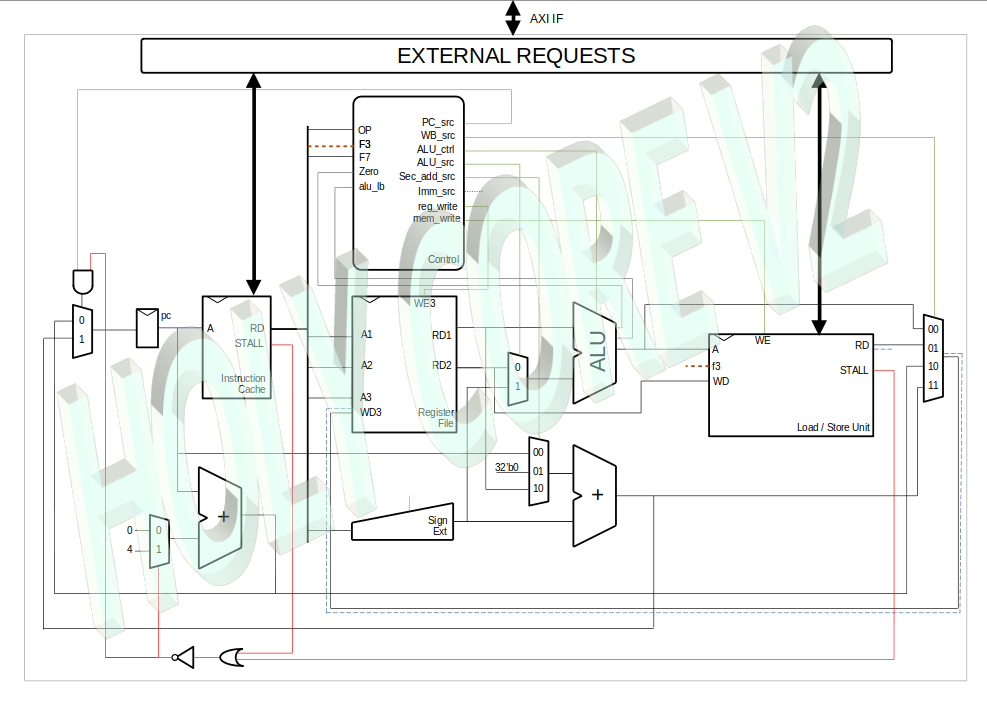 AXI IF
EXTERNAL REQUESTS
OP
F3
F7
Zero
alu_lb
PC_src
WB_src
ALU_ctrl
ALU_src
Sec_add_src
Imm_src
reg_write
mem_write
Control
0
1
pc
A
RD
STALL
Instruction
Cache
WE3
A1
A2
A3
WD3
RD1
RD2
Register
File
0
1
ALU
WE
A
f3
WD
RD
STALL
Load / Store Unit
00
01
10
11
32'b0
00
01
10
+
Sign
Ext
0
4
0
1
+
HOLY CORE V2